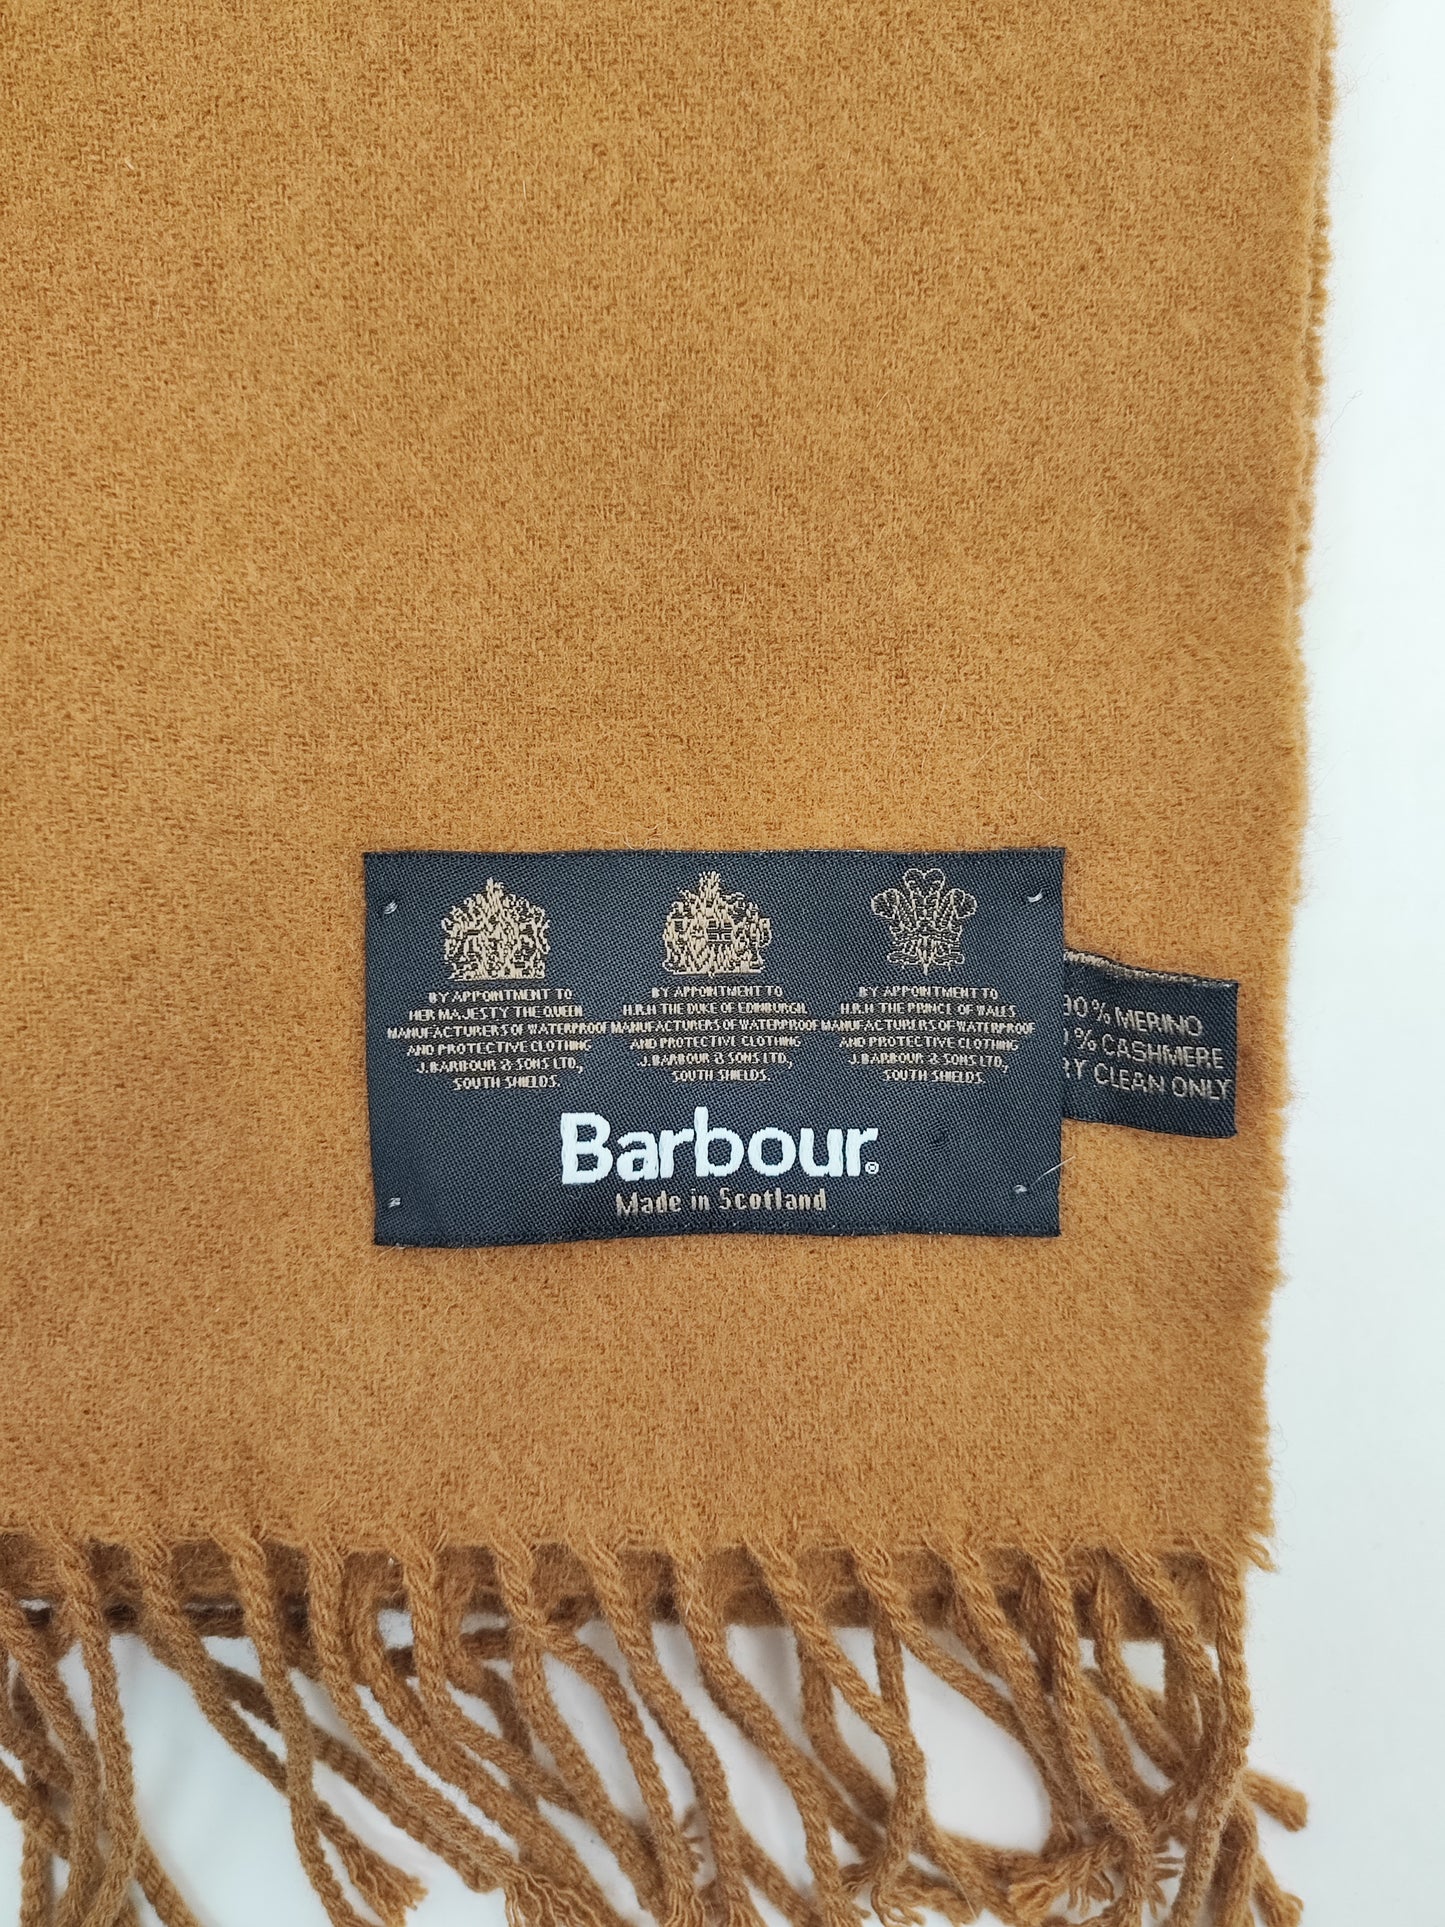 BY APPOINTMENT TO
HER MAJESTY THE QUEEN
MANUFACTURERS OF WATERPROOF
AND PROTECTIVE CLOTHING
J. BARBOUR & SONS LTD.,
SOUTH SHIELDS.
BY APPOINTMENT TO
H.R.H THE DUKE OF EDINBURGH
MANUFACTURERS OF WATERPROOF
AND PROTECTIVE CLOTHING
J. BARBOUR & SONS LTD.,
SOUTH SHIELDS.
BY APPOINTMENT TO
H.R.H THE PRINCE OF WALES
MANUFACTURERS OF WATERPROOF
AND PROTECTIVE CLOTHING
J. BARBOUR & SONS LTD.,
SOUTH SHIELDS.
Barbour®
Made in Scotland
90% MERINO
0% CASHMERE
RY CLEAN ONLY